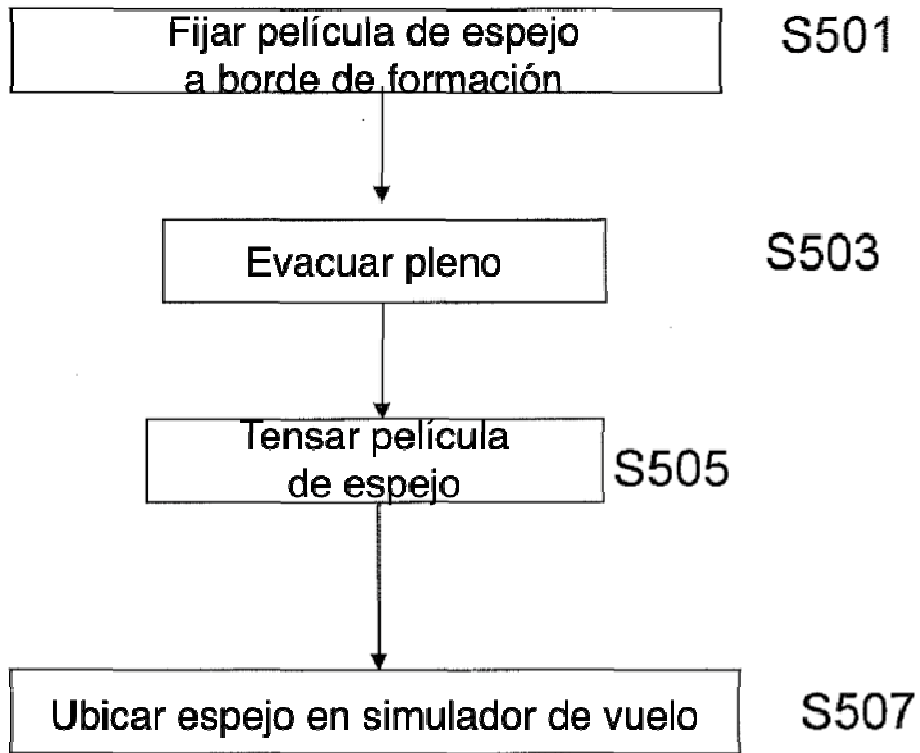 Fijar película de espejo
a borde de formación
S501
Evacuar pleno
S503
Tensar película
de espejo
S505
Ubicar espejo en simulador de vuelo
S507